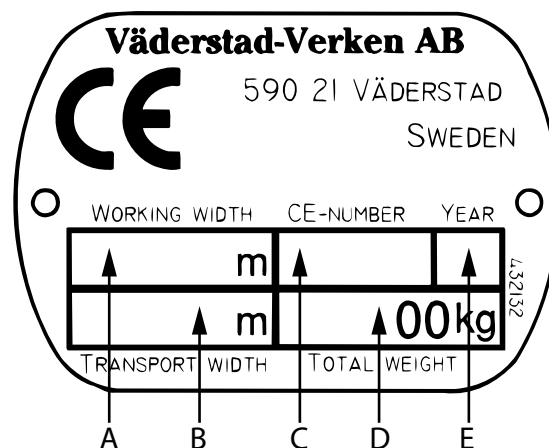 Väderstad-Verken AB
CE
590 21 VÄDERSTAD
SWEDEN
WORKING WIDTH CE-NUMBER YEAR
m
m 00kg
TRANSPORT WIDTH TOTAL WEIGHT
432132
A B C D E